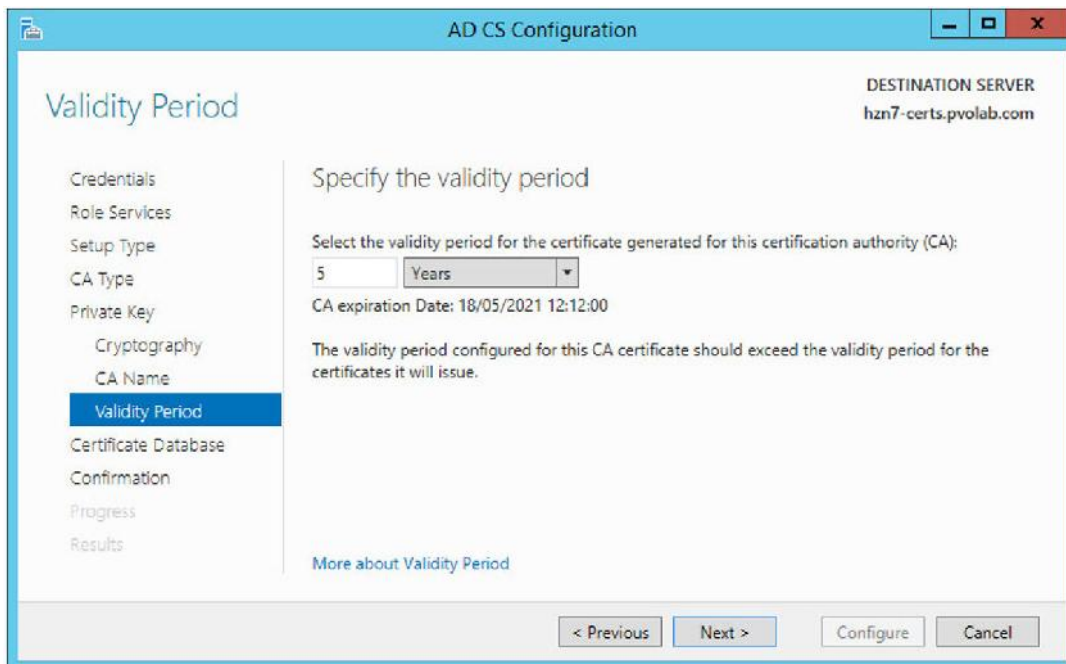 AD CS Configuration
Validity Period
DESTINATION SERVER
hzn7-certs.pvolab.com
Credentials
Role Services
Setup Type
CA Type
Private Key
Cryptography
CA Name
Validity Period
Certificate Database
Confirmation
Progress
Results
Specify the validity period
Select the validity period for the certificate generated for this certification authority (CA):
5 Years
CA expiration Date: 18/05/2021 12:12:00
The validity period configured for this CA certificate should exceed the validity period for the
certificates it will issue.
More about Validity Period
< Previous Next > Configure Cancel